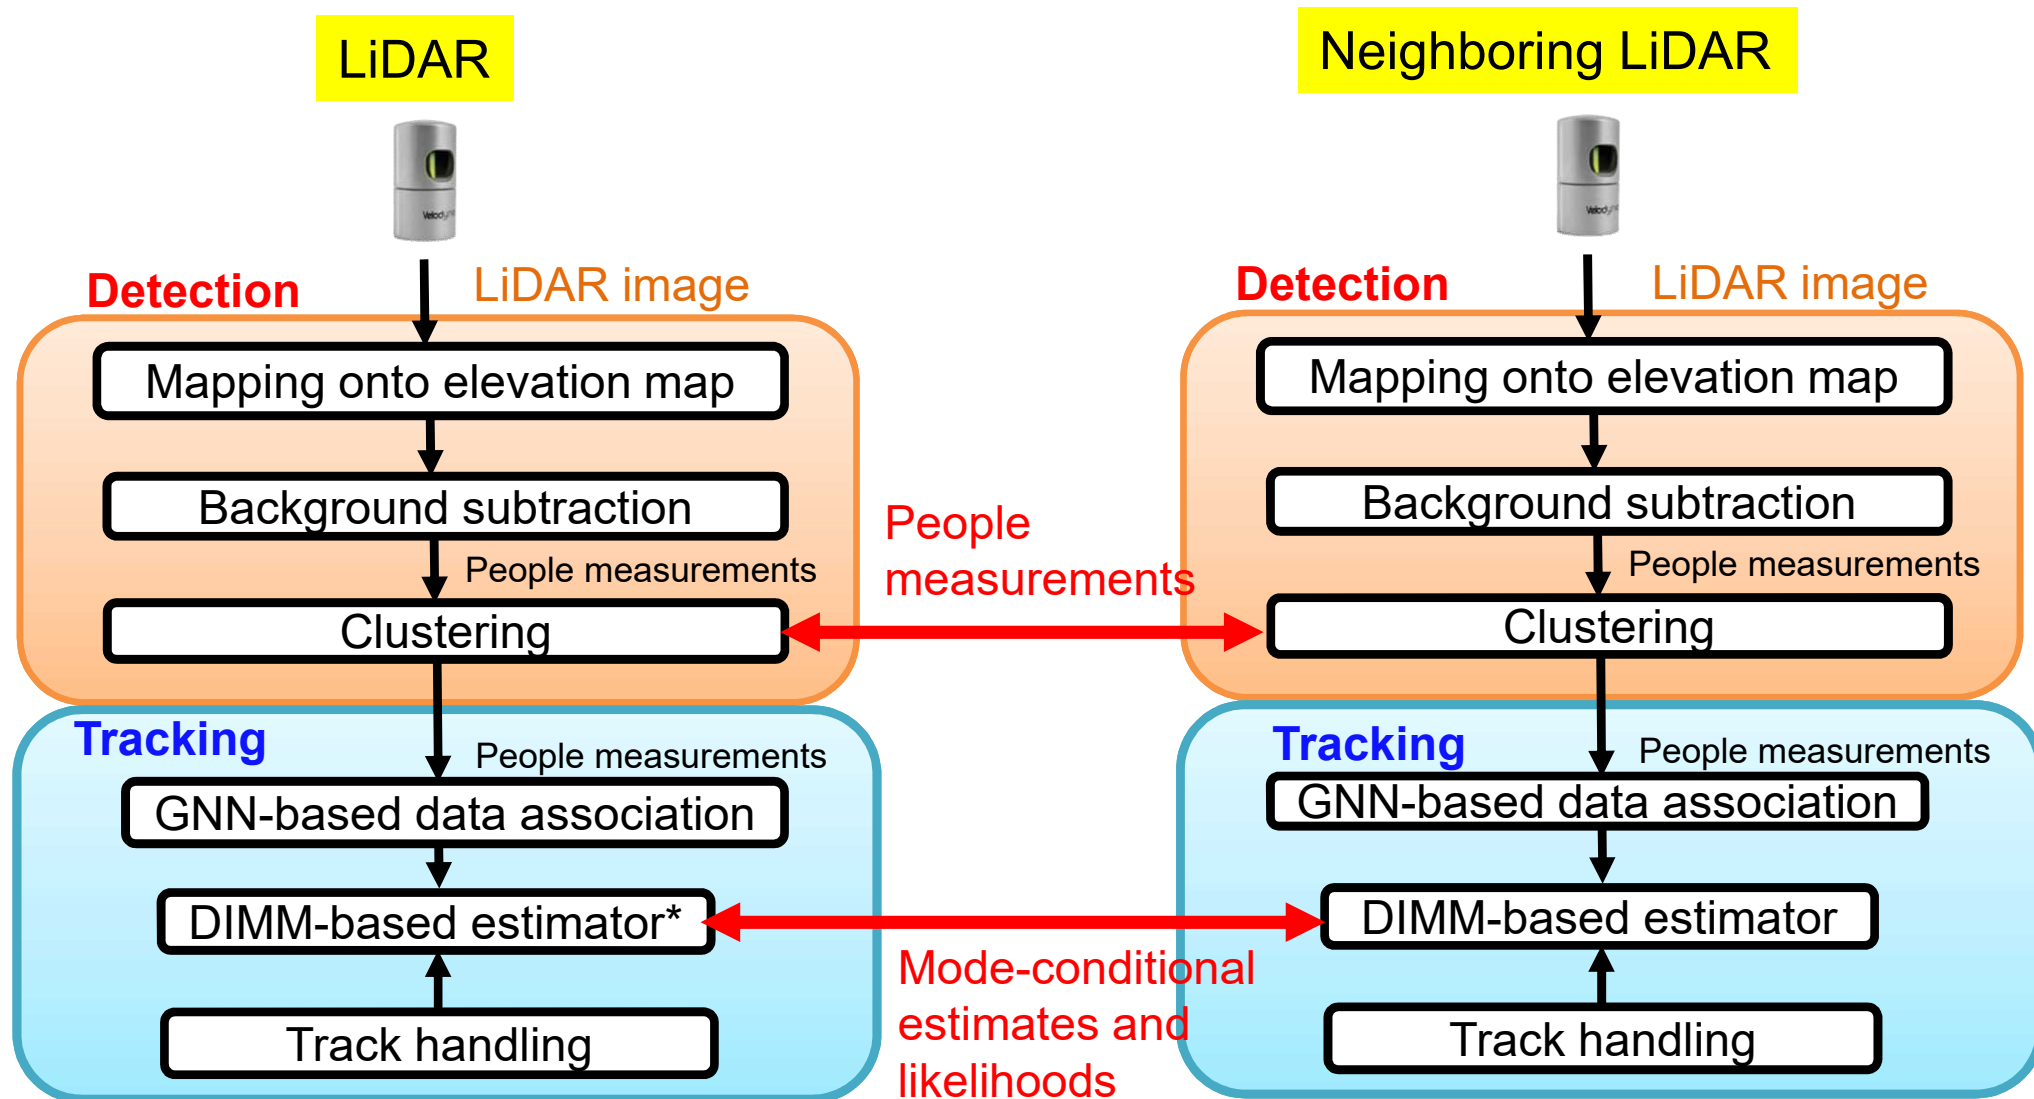 LiDAR
Velodyne
Detection
LiDAR image
Mapping onto elevation map
Background subtraction
People measurements
Clustering
Tracking
People measurements
GNN-based data association
DIMM-based estimator*
Track handling
People
measurements
Mode-conditional
estimates and
likelihoods
Neighboring LiDAR
Velodyne
Detection
LiDAR image
Mapping onto elevation map
Background subtraction
People measurements
Clustering
Tracking
People measurements
GNN-based data association
DIMM-based estimator
Track handling